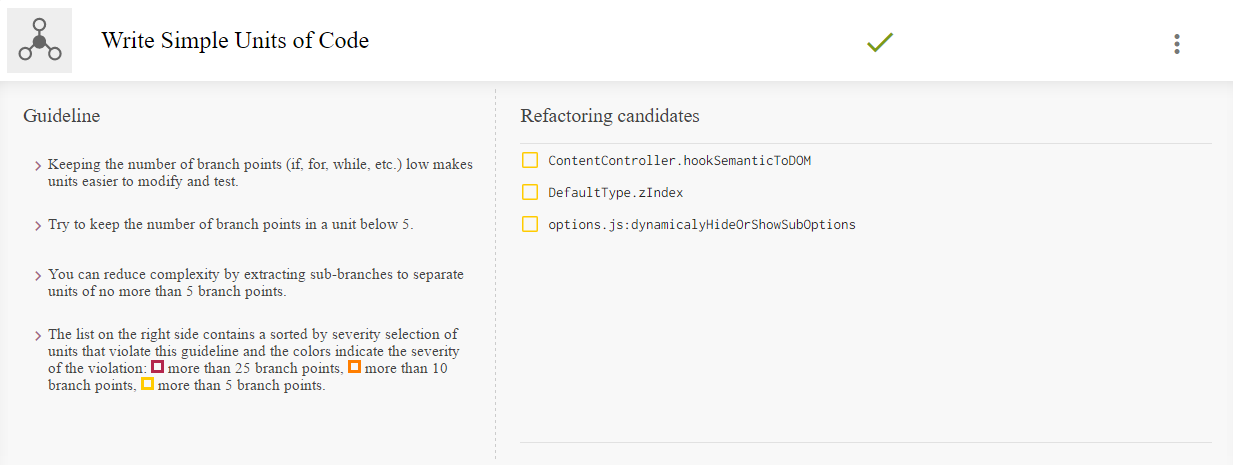 Write Simple Units of Code
Guideline
Keeping the number of branch points (if, for, while, etc.) low makes
units easier to modify and test.
Try to keep the number of branch points in a unit below 5.
You can reduce complexity by extracting sub-branches to separate
units of no more than 5 branch points.
The list on the right side contains a sorted by severity selection of
units that violate this guideline and the colors indicate the severity
of the violation: more than 25 branch points, more than 10
branch points, more than 5 branch points.
Refactoring candidates
ContentController.hookSemanticToDOM
DefaultType.zIndex
options.js:dynamicalyHideOrShowSubOptions